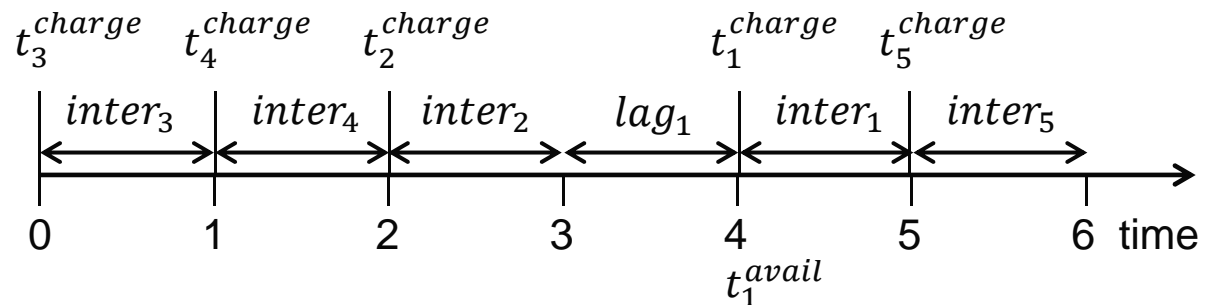 t_3^{charge} t_4^{charge} t_2^{charge} t_1^{charge} t_5^{charge}
inter_3 inter_4 inter_2 lag_1 inter_1 inter_5
0 1 2 3 4 5 6 time
t_1^{avail}